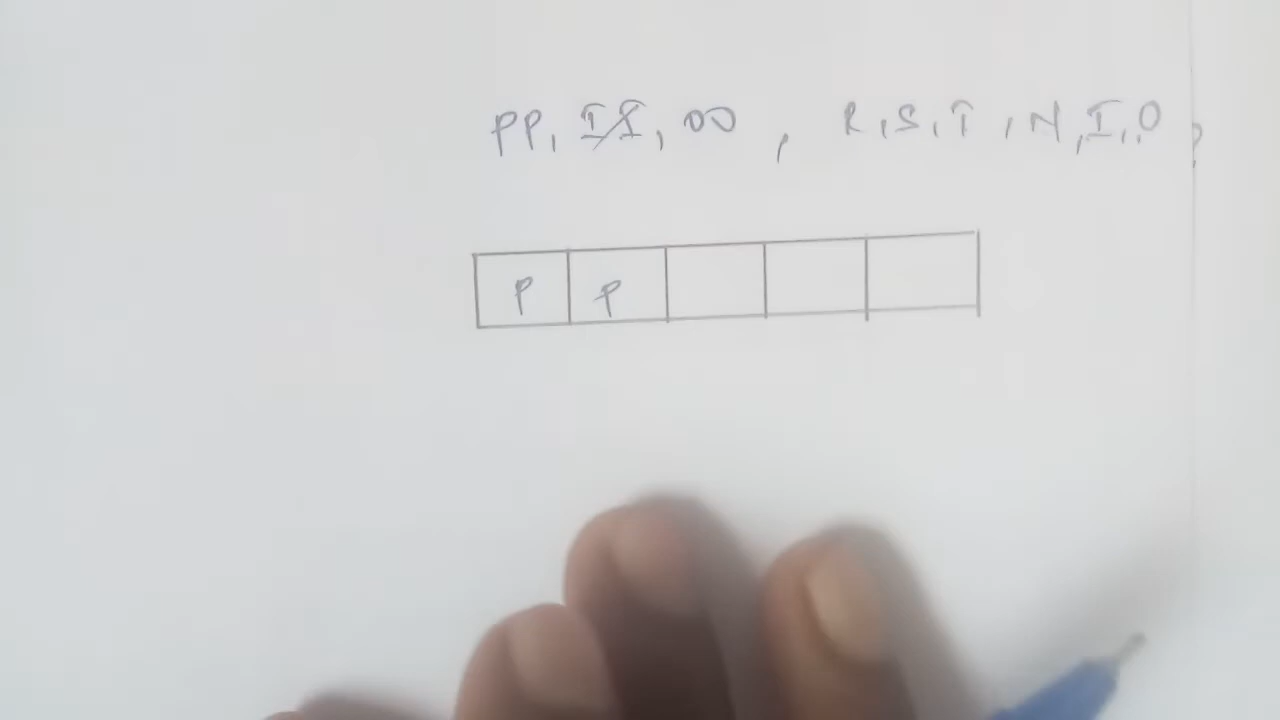 PP, II, OO , R, S, T, N, I, O,
P P